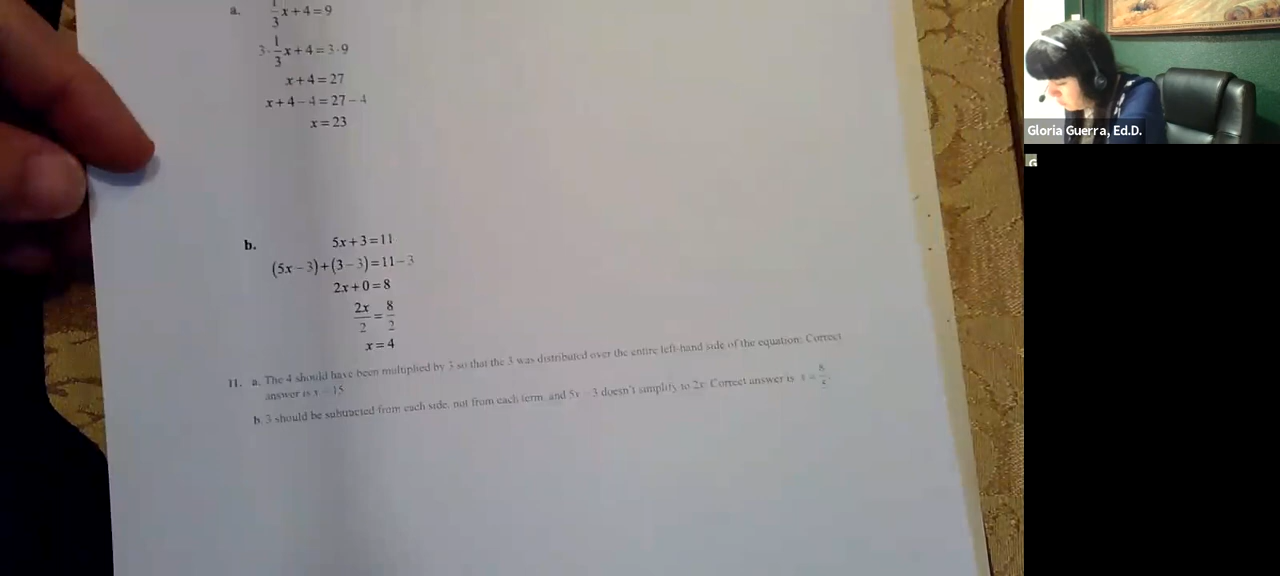 a. 1/3 x + 4 = 9
3 · 1/3 x + 4 = 3 · 9
x + 4 = 27
x + 4 − 4 = 27 − 4
x = 23
b. 5x + 3 = 11
(5x − 3) + (3 − 3) = 11 − 3
2x + 0 = 8
2x/2 = 8/2
x = 4
11. a. The 4 should have been multiplied by 3 so that the 3 was distributed over the entire left-hand side of the equation. Correct
answer is x = 15
b. 3 should be subtracted from each side, not from each term, and 5x − 3 doesn't simplify to 2x. Correct answer is x = 8/5.
Gloria Guerra, Ed.D.
G